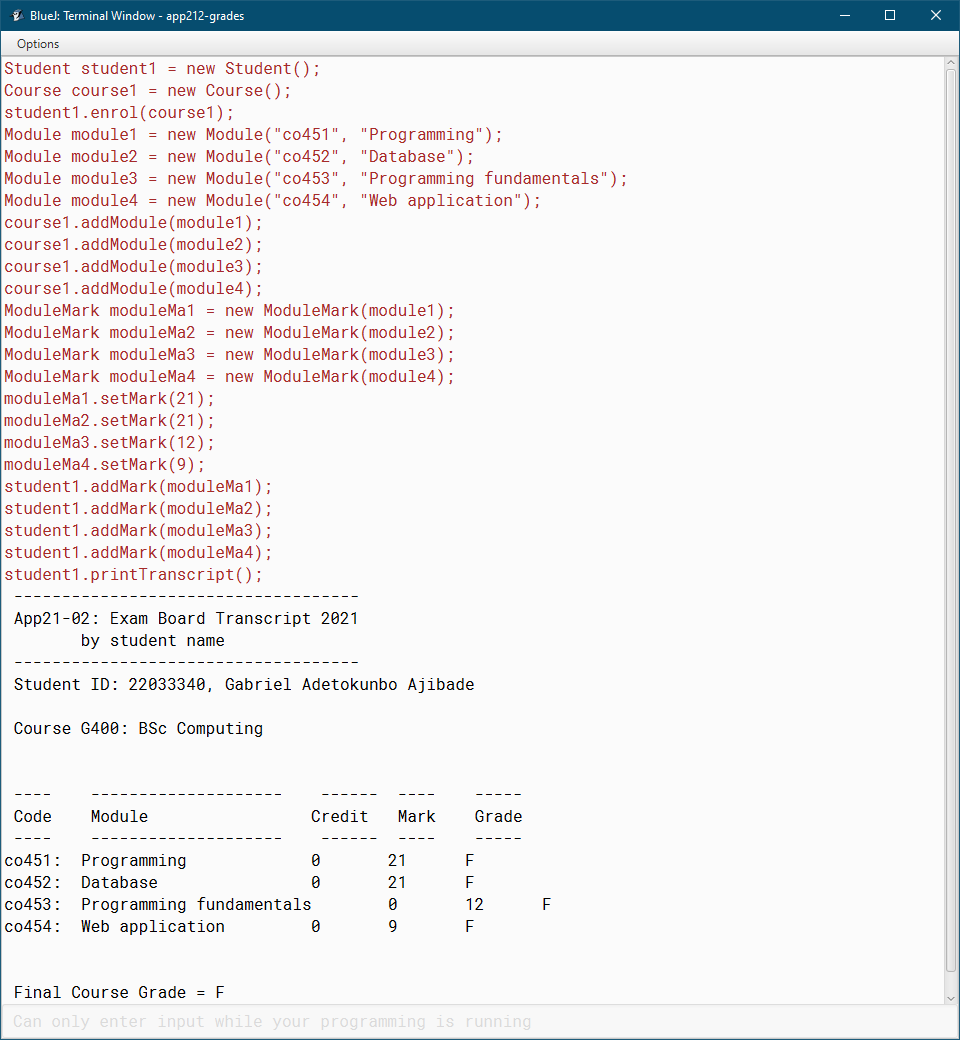 BlueJ: Terminal Window - app212-grades
Options
Student student1 = new Student();
Course course1 = new Course();
student1.enrol(course1);
Module module1 = new Module("co451", "Programming");
Module module2 = new Module("co452", "Database");
Module module3 = new Module("co453", "Programming fundamentals");
Module module4 = new Module("co454", "Web application");
course1.addModule(module1);
course1.addModule(module2);
course1.addModule(module3);
course1.addModule(module4);
ModuleMark moduleMa1 = new ModuleMark(module1);
ModuleMark moduleMa2 = new ModuleMark(module2);
ModuleMark moduleMa3 = new ModuleMark(module3);
ModuleMark moduleMa4 = new ModuleMark(module4);
moduleMa1.setMark(21);
moduleMa2.setMark(21);
moduleMa3.setMark(12);
moduleMa4.setMark(9);
student1.addMark(moduleMa1);
student1.addMark(moduleMa2);
student1.addMark(moduleMa3);
student1.addMark(moduleMa4);
student1.printTranscript();
------------------------------------
App21-02: Exam Board Transcript 2021
by student name
------------------------------------
Student ID: 22033340, Gabriel Adetokunbo Ajibade
Course G400: BSc Computing
---- -------------------- ------ ---- -----
Code Module Credit Mark Grade
---- -------------------- ------ ---- -----
co451: Programming 0 21 F
co452: Database 0 21 F
co453: Programming fundamentals 0 12 F
co454: Web application 0 9 F
Final Course Grade = F
Can only enter input while your programming is running